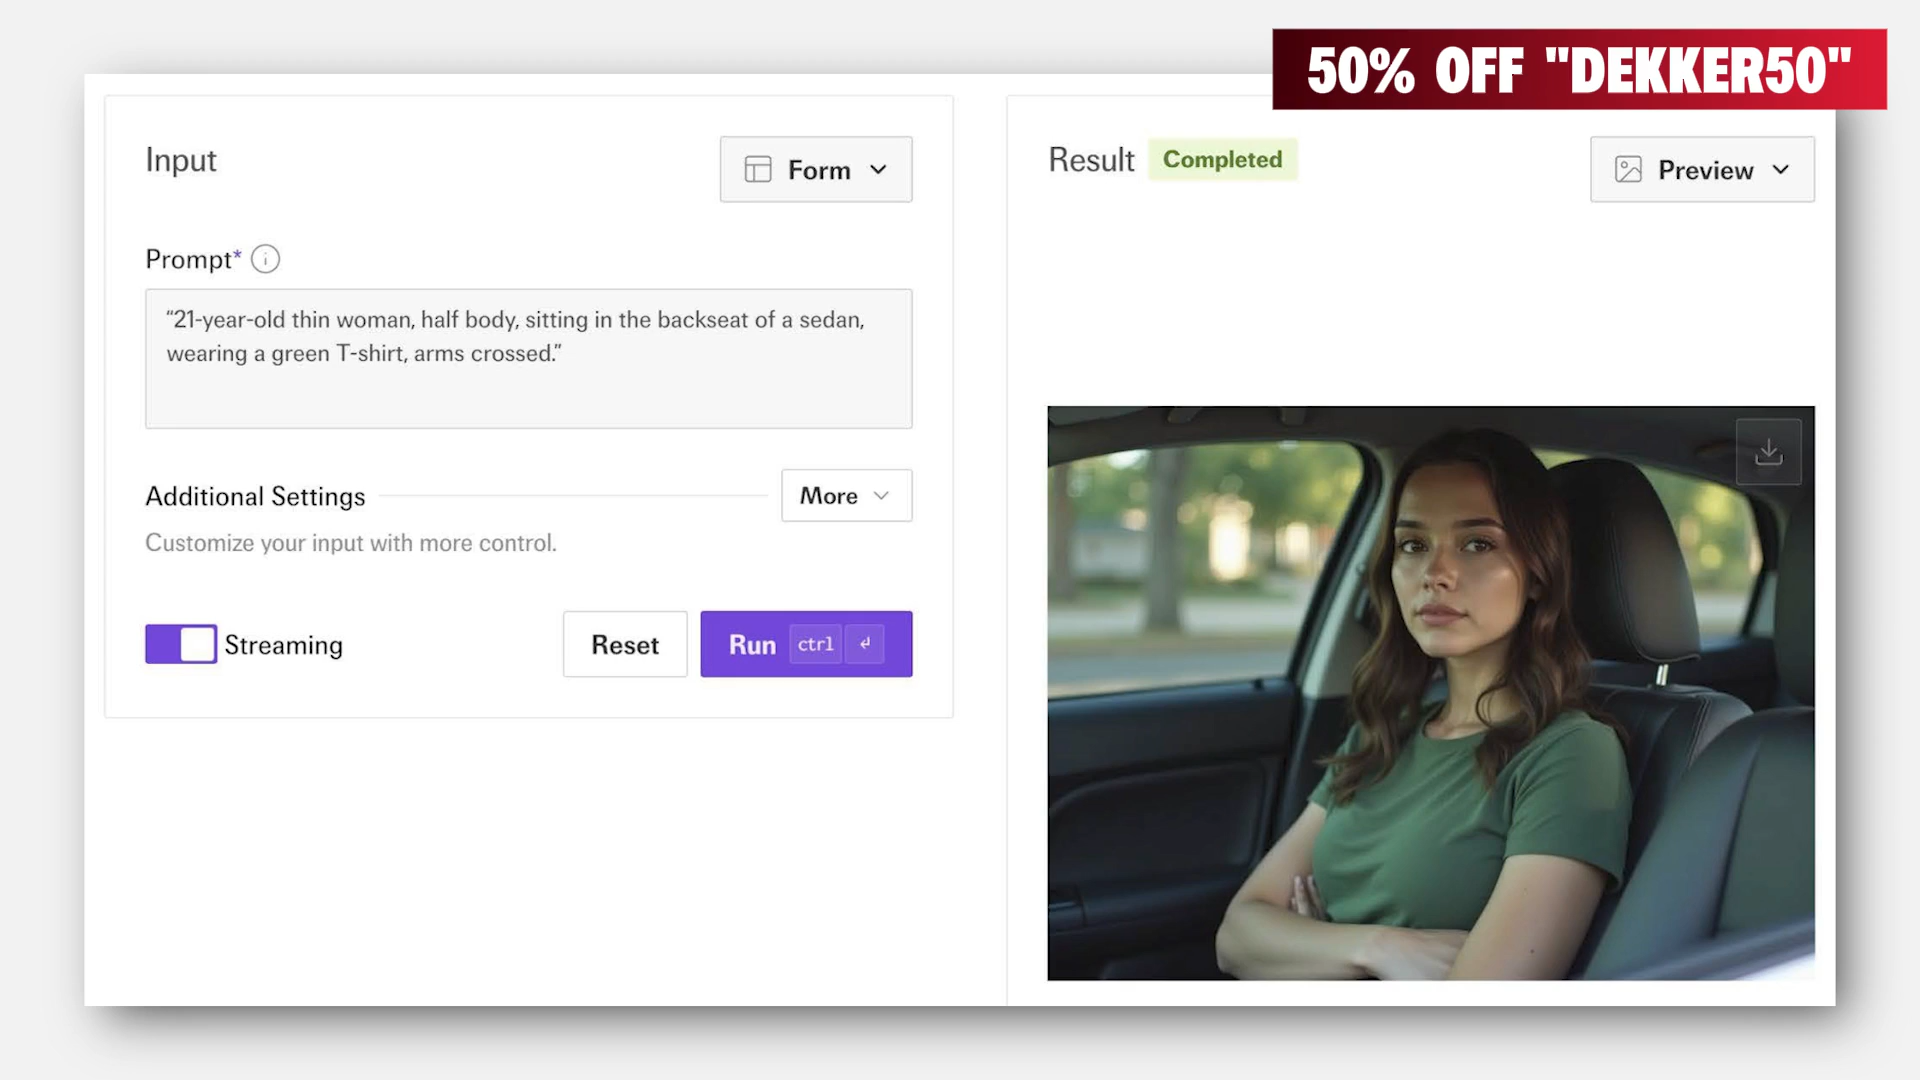 50% OFF "DEKKER50"
Input
Form
Prompt*
“21-year-old thin woman, half body, sitting in the backseat of a sedan,
wearing a green T-shirt, arms crossed.”
Additional Settings
More
Customize your input with more control.
Streaming
Reset
Run ctrl ↵
Result
Completed
Preview